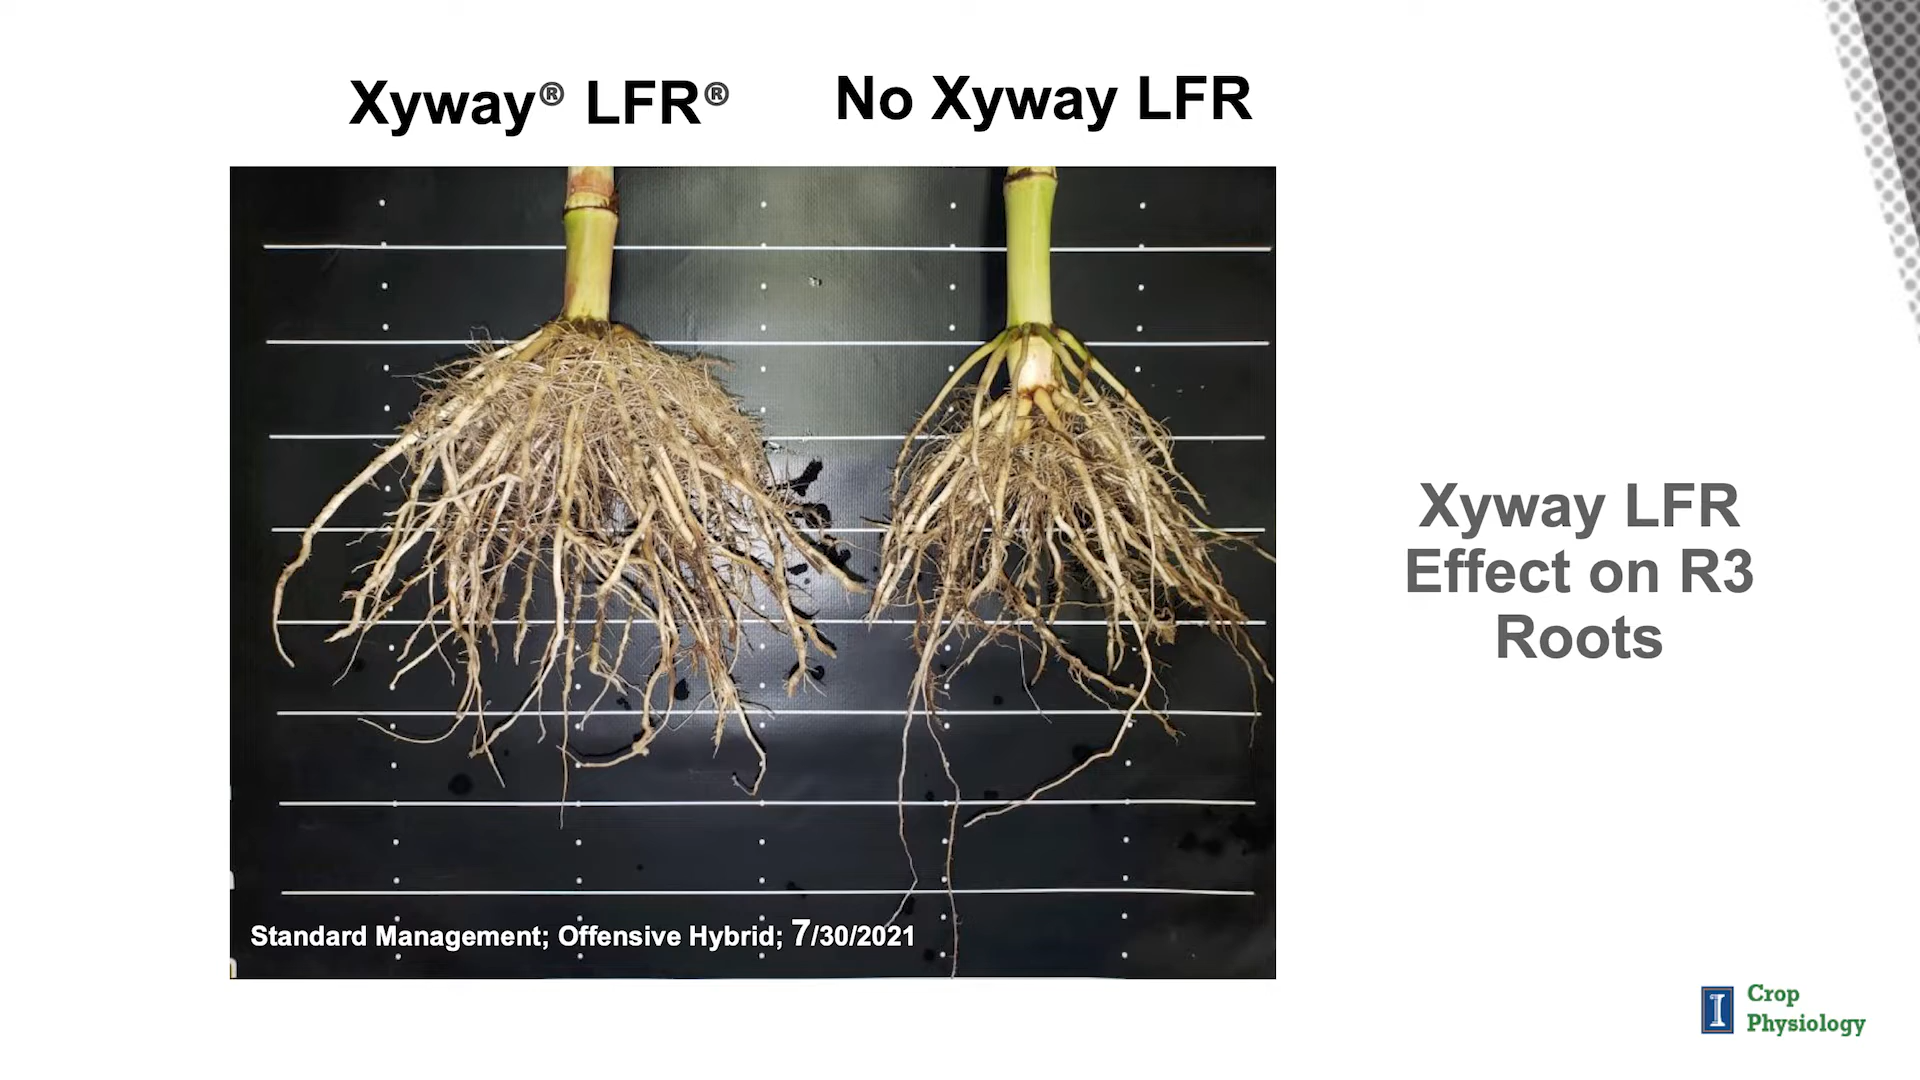 Xyway® LFR®
No Xyway LFR
Xyway LFR
Effect on R3
Roots
Standard Management; Offensive Hybrid; 7/30/2021
I
Crop
Physiology